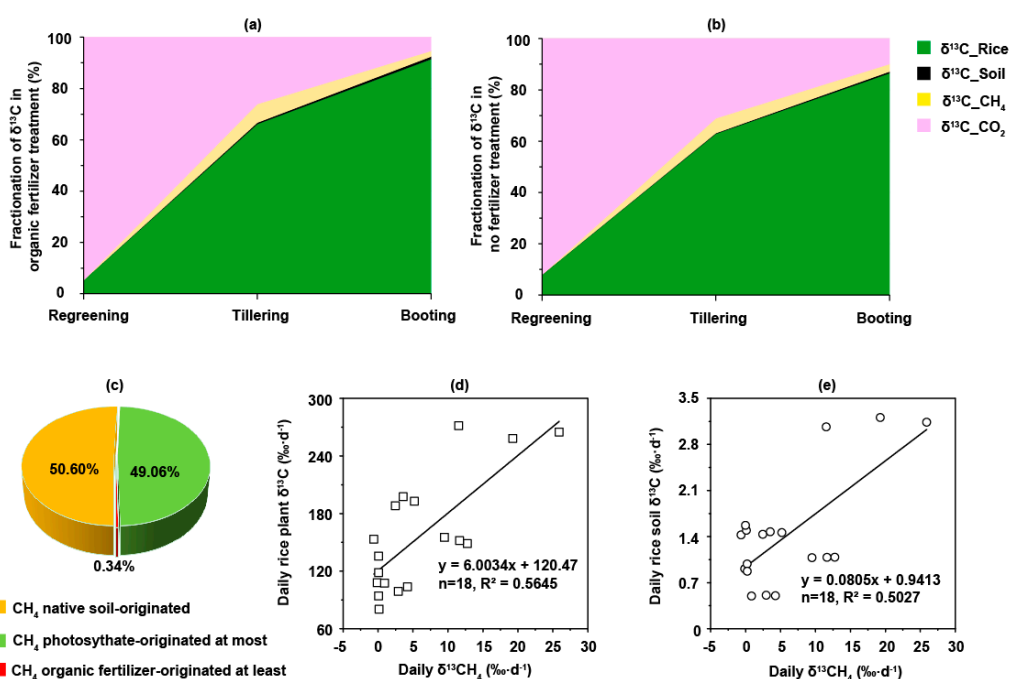 (a)
Fractionation of δ¹³C in
organic fertilizer treatment (%)
100
80
60
40
20
0
Regreening
Tillering
Booting
(b)
Fractionation of δ¹³C in
no fertilizer treatment (%)
100
80
60
40
20
0
Regreening
Tillering
Booting
δ¹³C_Rice
δ¹³C_Soil
δ¹³C_CH₄
δ¹³C_CO₂
(c)
50.60%
49.06%
0.34%
CH₄ native soil-originated
CH₄ photosythate-originated at most
CH₄ organic fertilizer-originated at least
(d)
Daily rice plant δ¹³C (‰·d⁻¹)
300
240
180
120
60
y = 6.0034x + 120.47
n=18, R² = 0.5645
-5 0 5 10 15 20 25 30
Daily δ¹³CH₄ (‰·d⁻¹)
(e)
Daily rice soil δ¹³C (‰·d⁻¹)
3.5
2.8
2.1
1.4
0.7
0
y = 0.0805x + 0.9413
n=18, R² = 0.5027
-5 0 5 10 15 20 25 30
Daily δ¹³CH₄ (‰·d⁻¹)